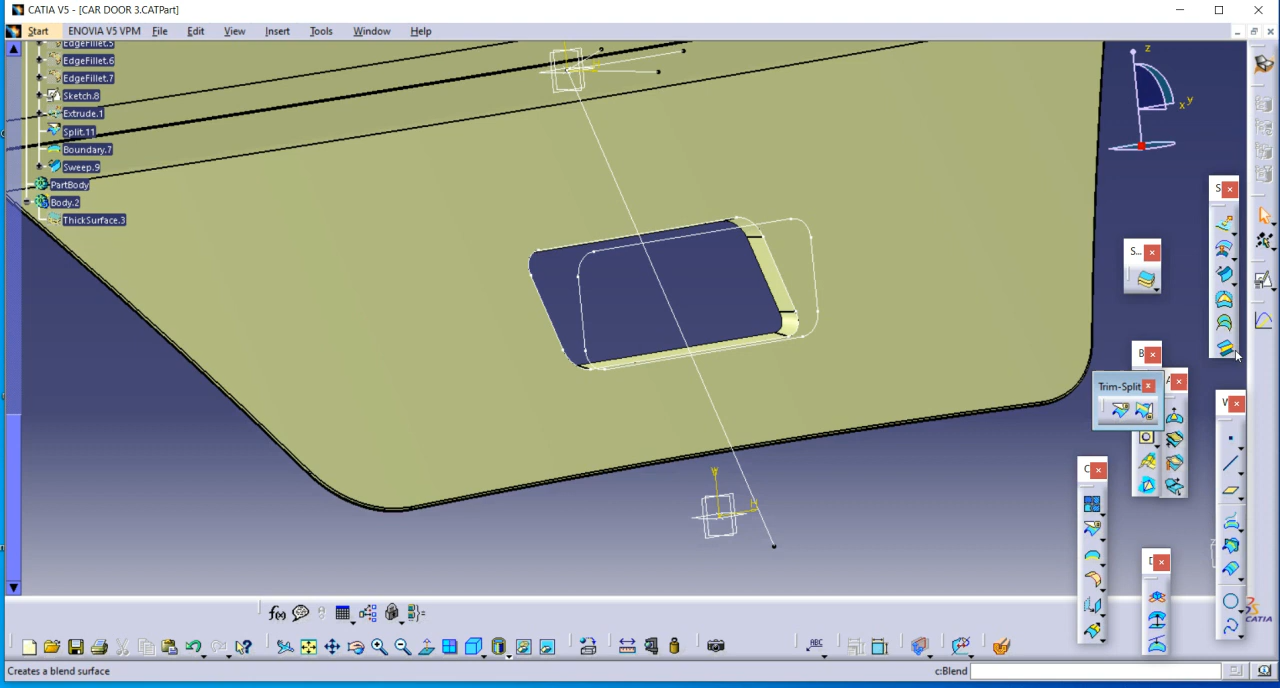 CATIA V5 - [CAR DOOR 3.CATPart]
Start ENOVIA V5 VPM File Edit View Insert Tools Window Help
EdgeFillet.5
EdgeFillet.6
EdgeFillet.7
Sketch.8
Extrude.1
Split.11
Boundary.7
Sweep.9
PartBody
Body.2
ThickSurface.3
z
x y
S
S...
B
Trim-Split
W
C
f(x)
ABC
CATIA
Creates a blend surface
c:Blend